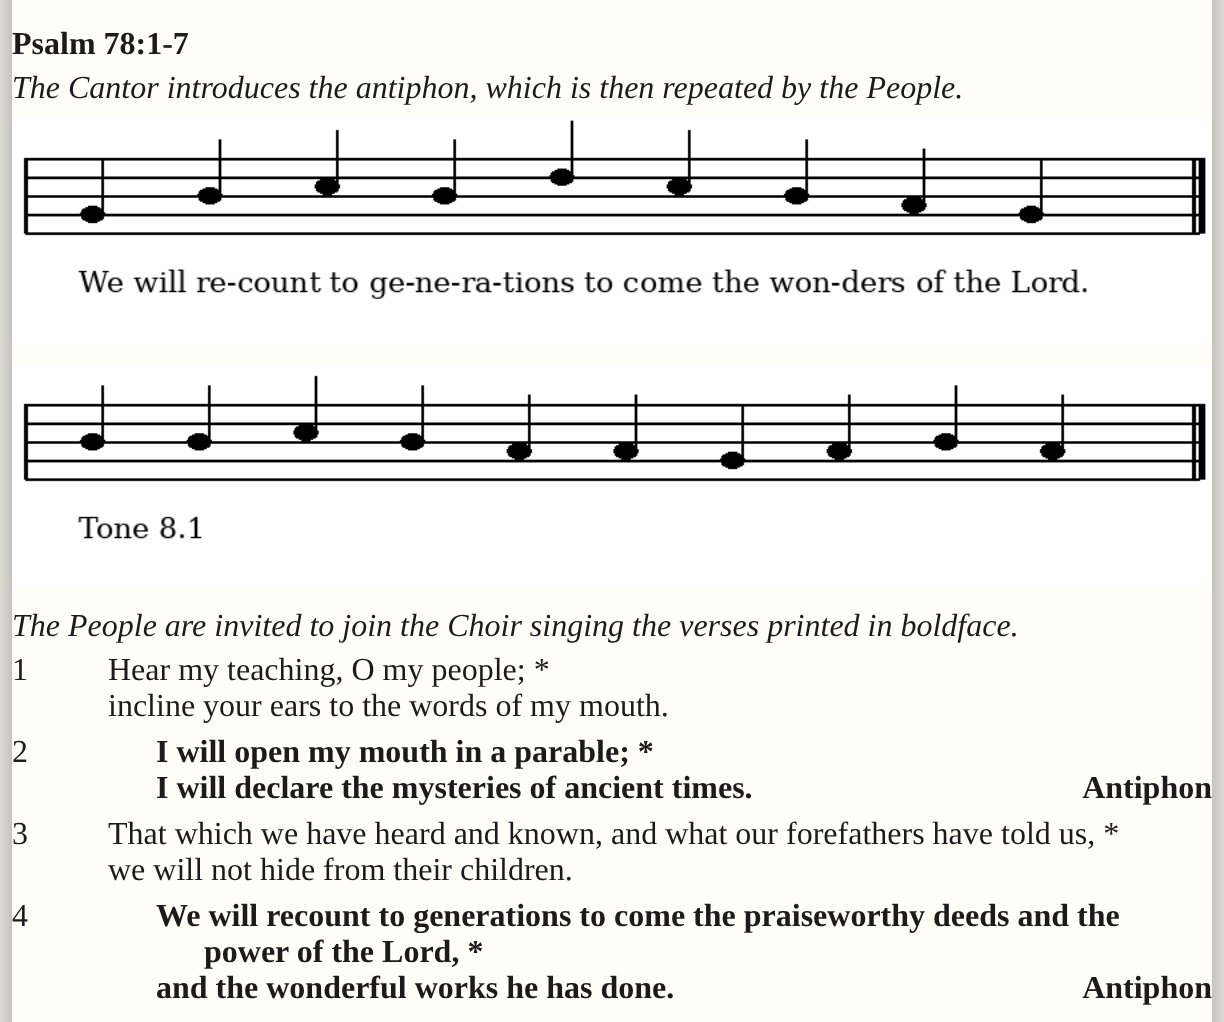 Psalm 78:1-7
The Cantor introduces the antiphon, which is then repeated by the People.
We will re-count to ge-ne-ra-tions to come the won-ders of the Lord.
Tone 8.1
The People are invited to join the Choir singing the verses printed in boldface.
1 Hear my teaching, O my people; *
incline your ears to the words of my mouth.
2 I will open my mouth in a parable; *
I will declare the mysteries of ancient times. Antiphon
3 That which we have heard and known, and what our forefathers have told us, *
we will not hide from their children.
4 We will recount to generations to come the praiseworthy deeds and the
power of the Lord, *
and the wonderful works he has done. Antiphon